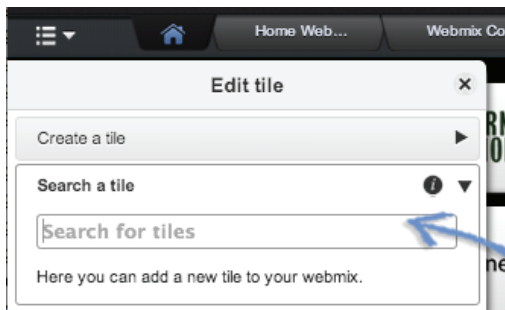 Home Web...
Webmix Co
Edit tile
Create a tile
Search a tile
Search for tiles
Here you can add a new tile to your webmix.